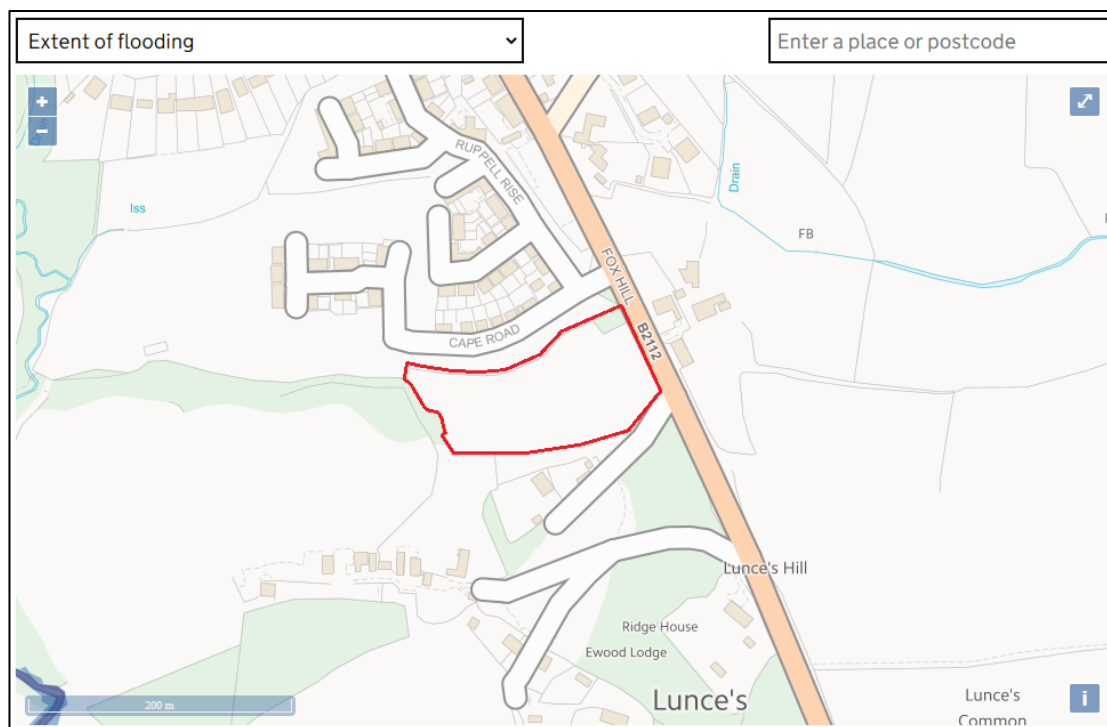 Extent of flooding
Enter a place or postcode
+
−
Drain
RUPPELL RISE
Iss
Drain
FB
FOX HILL
B2112
CAPE ROAD
Lunce's Hill
Ridge House
Ewood Lodge
Lunce's
Lunce's
Common
200 m
i